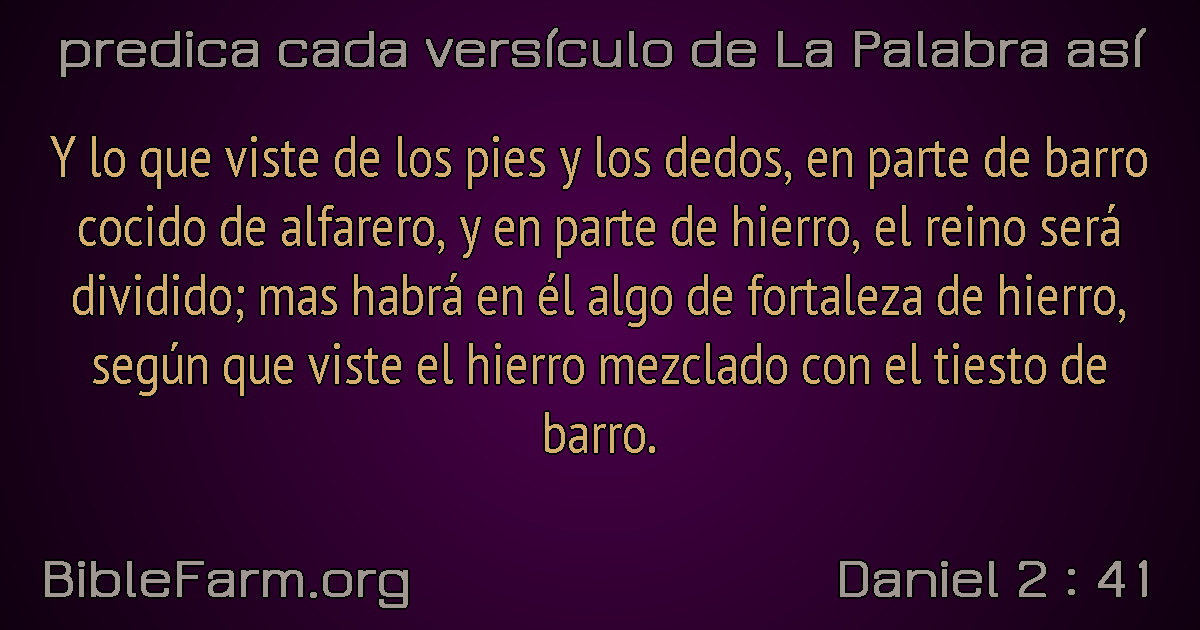 predica cada versículo de La Palabra así
Y lo que viste de los pies y los dedos, en parte de barro
cocido de alfarero, y en parte de hierro, el reino será
dividido; mas habrá en él algo de fortaleza de hierro,
según que viste el hierro mezclado con el tiesto de
barro.
BibleFarm.org
Daniel 2 : 41